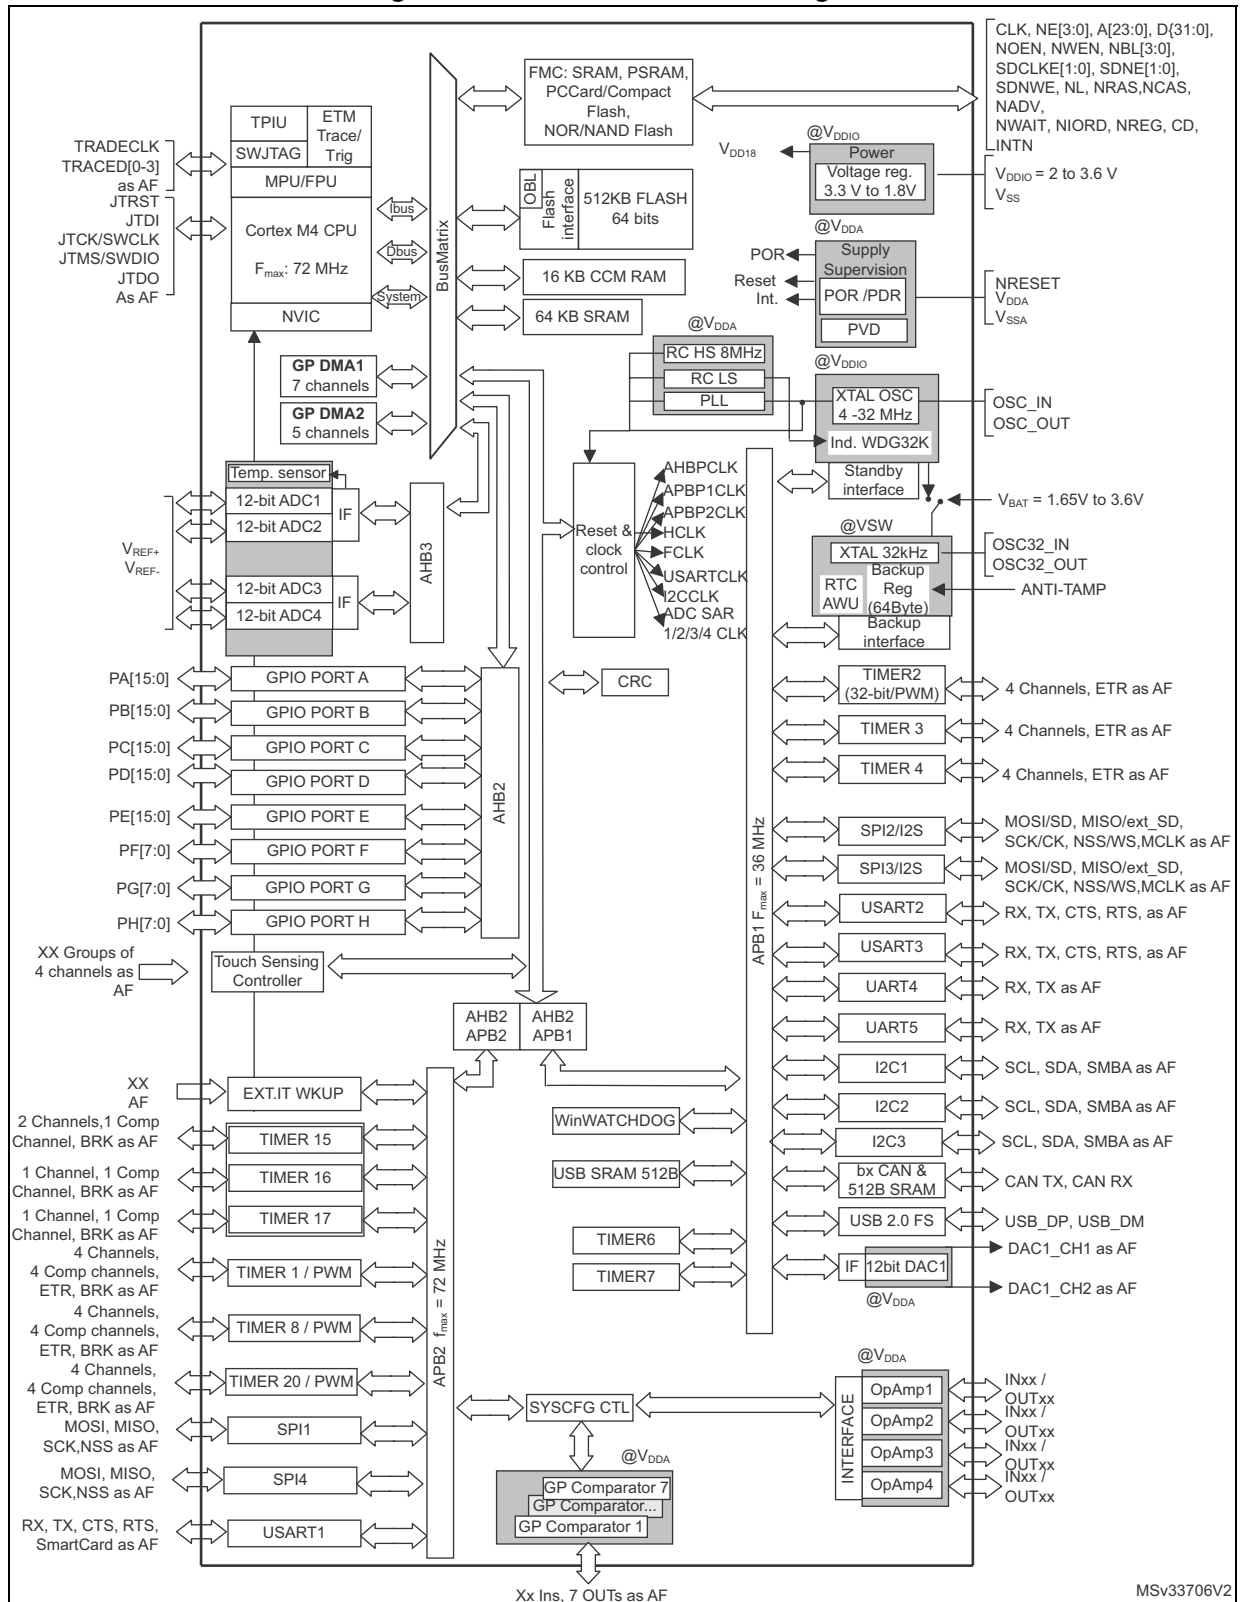 CLK, NE[3:0], A[23:0], D{31:0],
NOEN, NWEN, NBL[3:0],
SDCLKE[1:0], SDNE[1:0],
SDNWE, NL, NRAS,NCAS,
NADV,
NWAIT, NIORD, NREG, CD,
INTN
FMC: SRAM, PSRAM,
PCCard/Compact
Flash,
NOR/NAND Flash
TPIU
ETM
Trace/
Trig
SWJTAG
MPU/FPU
Cortex M4 CPU
Fmax: 72 MHz
NVIC
TRADECLK
TRACED[0-3]
as AF
JTRST
JTDI
JTCK/SWCLK
JTMS/SWDIO
JTDO
As AF
Ibus
Dbus
System
BusMatrix
OBL
Flash
interface
512KB FLASH
64 bits
16 KB CCM RAM
64 KB SRAM
@VDDIO
VDD18
Power
Voltage reg.
3.3 V to 1.8V
VDDIO = 2 to 3.6 V
VSS
@VDDA
POR
Reset
Int.
Supply
Supervision
POR /PDR
PVD
NRESET
VDDA
VSSA
GP DMA1
7 channels
GP DMA2
5 channels
@VDDA
RC HS 8MHz
RC LS
PLL
@VDDIO
XTAL OSC
4 -32 MHz
Ind. WDG32K
OSC_IN
OSC_OUT
Standby
interface
VBAT = 1.65V to 3.6V
@VSW
XTAL 32kHz
RTC
AWU
Backup
Reg
(64Byte)
Backup
interface
OSC32_IN
OSC32_OUT
ANTI-TAMP
Temp. sensor
12-bit ADC1
12-bit ADC2
IF
VREF+
VREF-
12-bit ADC3
12-bit ADC4
IF
AHB3
Reset &
clock
control
AHBPCLK
APBP1CLK
APBP2CLK
HCLK
FCLK
USARTCLK
I2CCLK
ADC SAR
1/2/3/4 CLK
CRC
PA[15:0]
GPIO PORT A
PB[15:0]
GPIO PORT B
PC[15:0]
GPIO PORT C
PD[15:0]
GPIO PORT D
PE[15:0]
GPIO PORT E
PF[7:0]
GPIO PORT F
PG[7:0]
GPIO PORT G
PH[7:0]
GPIO PORT H
AHB2
XX Groups of
4 channels as
AF
Touch Sensing
Controller
AHB2
APB2
AHB2
APB1
APB1 Fmax = 36 MHz
TIMER2
(32-bit/PWM)
4 Channels, ETR as AF
TIMER 3
4 Channels, ETR as AF
TIMER 4
4 Channels, ETR as AF
SPI2/I2S
MOSI/SD, MISO/ext_SD,
SCK/CK, NSS/WS,MCLK as AF
SPI3/I2S
MOSI/SD, MISO/ext_SD,
SCK/CK, NSS/WS,MCLK as AF
USART2
RX, TX, CTS, RTS, as AF
USART3
RX, TX, CTS, RTS, as AF
UART4
RX, TX as AF
UART5
RX, TX as AF
I2C1
SCL, SDA, SMBA as AF
I2C2
SCL, SDA, SMBA as AF
I2C3
SCL, SDA, SMBA as AF
bx CAN &
512B SRAM
CAN TX, CAN RX
USB 2.0 FS
USB_DP, USB_DM
IF
12bit DAC1
@VDDA
DAC1_CH1 as AF
DAC1_CH2 as AF
WinWATCHDOG
USB SRAM 512B
TIMER6
TIMER7
XX
AF
EXT.IT WKUP
2 Channels,1 Comp
Channel, BRK as AF
TIMER 15
1 Channel, 1 Comp
Channel, BRK as AF
TIMER 16
1 Channel, 1 Comp
Channel, BRK as AF
TIMER 17
4 Channels,
4 Comp channels,
ETR, BRK as AF
TIMER 1 / PWM
4 Channels,
4 Comp channels,
ETR, BRK as AF
TIMER 8 / PWM
4 Channels,
4 Comp channels,
ETR, BRK as AF
TIMER 20 / PWM
MOSI, MISO,
SCK,NSS as AF
SPI1
MOSI, MISO,
SCK,NSS as AF
SPI4
RX, TX, CTS, RTS,
SmartCard as AF
USART1
APB2 fmax = 72 MHz
SYSCFG CTL
@VDDA
GP Comparator 7
GP Comparator...
GP Comparator 1
Xx Ins, 7 OUTs as AF
@VDDA
INTERFACE
OpAmp1
INxx /
OUTxx
OpAmp2
INxx /
OUTxx
OpAmp3
INxx /
OUTxx
OpAmp4
INxx /
OUTxx
MSv33706V2